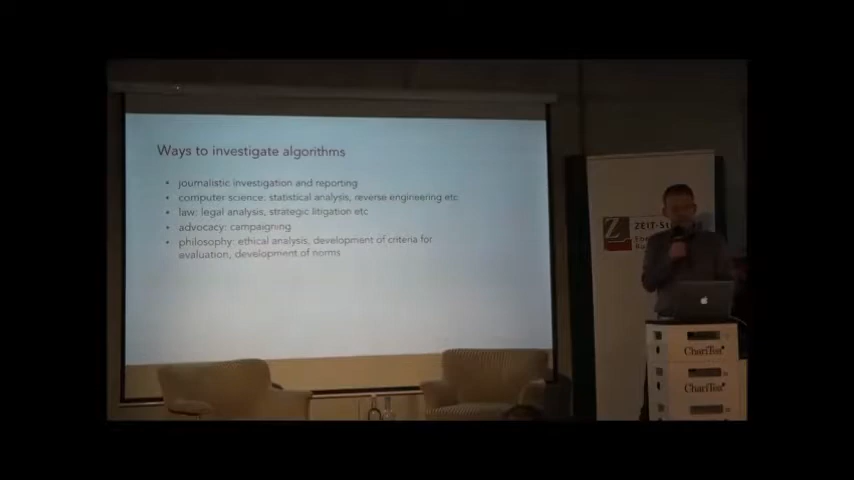 Ways to investigate algorithms
• journalistic investigation and reporting
• computer science: statistical analysis, reverse engineering etc
• law: legal analysis, strategic litigation etc
• advocacy: campaigning
• philosophy: ethical analysis, development of criteria for
evaluation, development of norms
Z
ChariTea
ChariTea